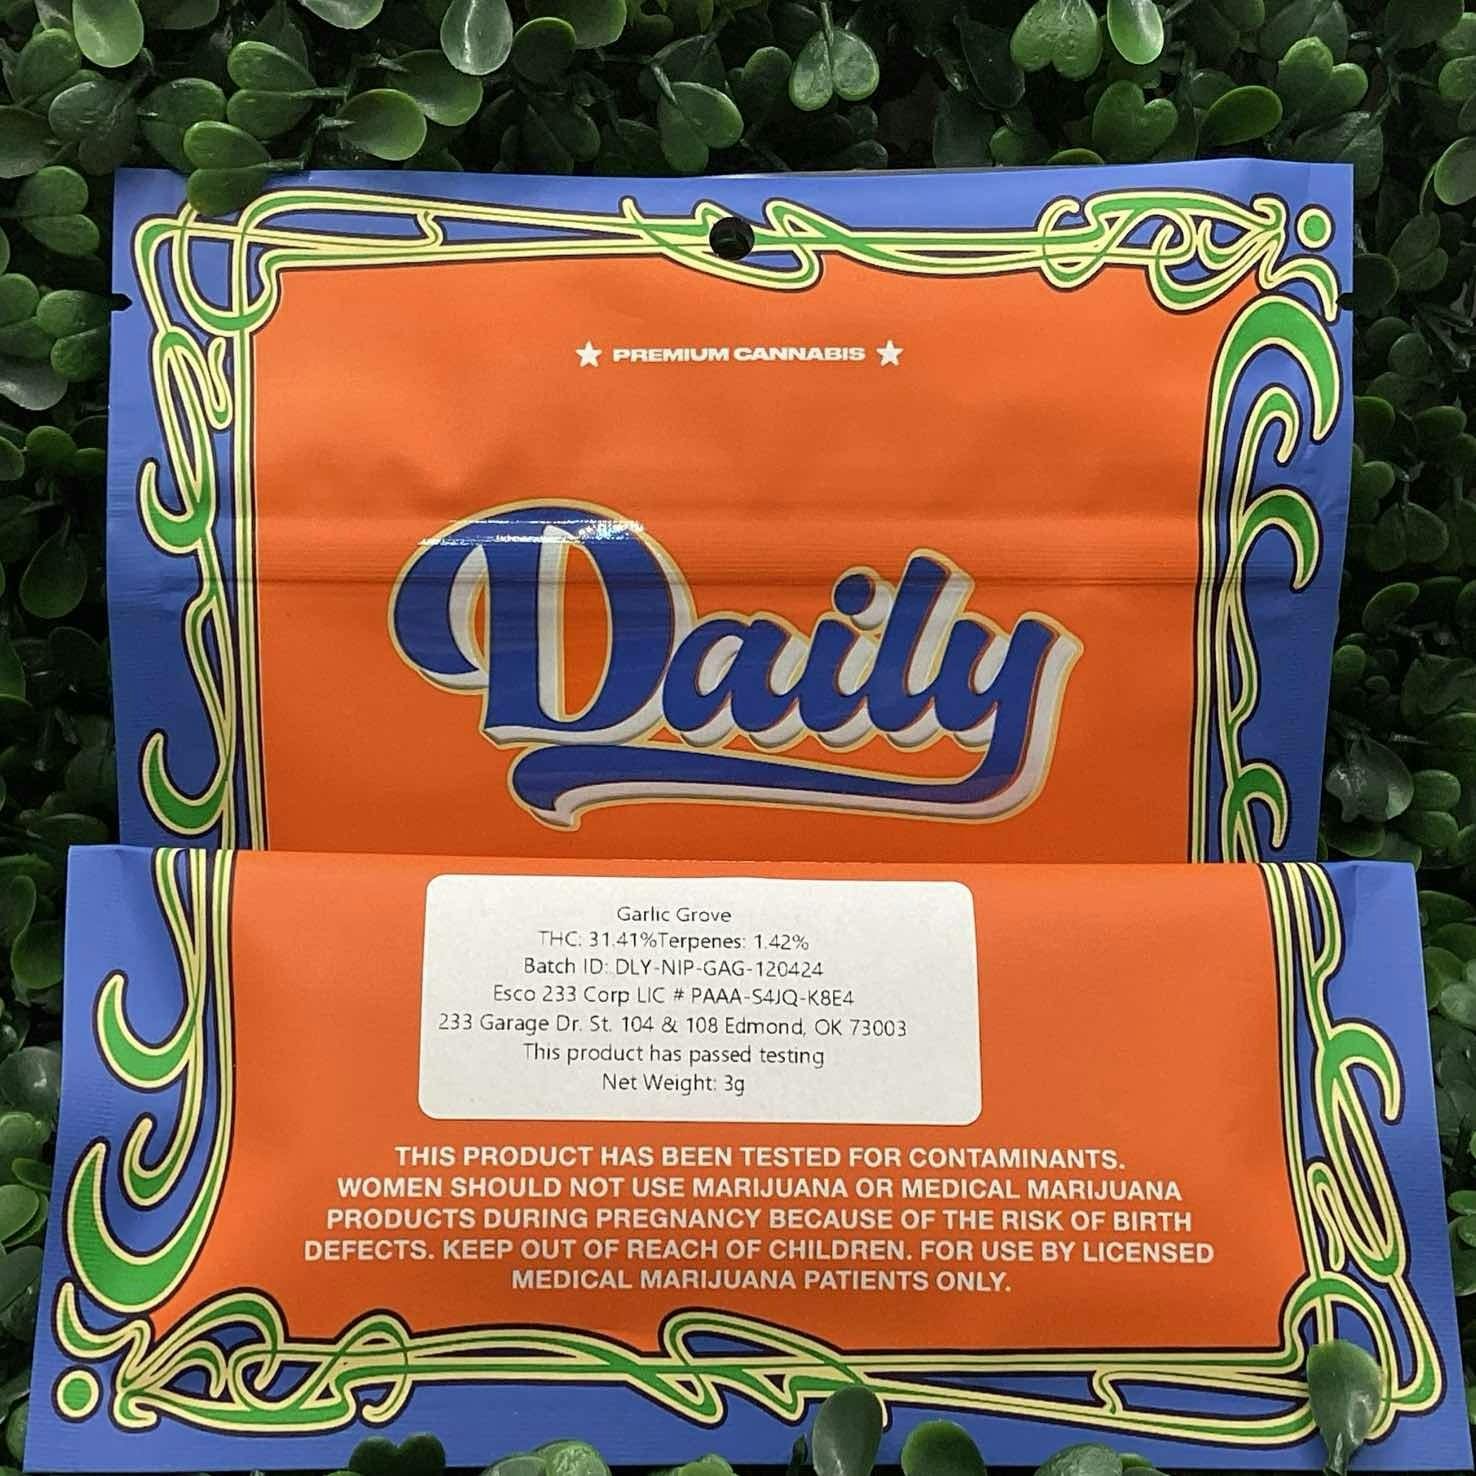 PREMIUM CANNABIS
Daily
Garlic Grove
THC: 31.41%Terpenes: 1.42%
Batch ID: DLY-NIP-GAG-120424
Esco 233 Corp LIC # PAAA-S4JQ-K8E4
233 Garage Dr. St. 104 & 108 Edmond, OK 73003
This product has passed testing
Net Weight: 3g
THIS PRODUCT HAS BEEN TESTED FOR CONTAMINANTS.
WOMEN SHOULD NOT USE MARIJUANA OR MEDICAL MARIJUANA
PRODUCTS DURING PREGNANCY BECAUSE OF THE RISK OF BIRTH
DEFECTS. KEEP OUT OF REACH OF CHILDREN. FOR USE BY LICENSED
MEDICAL MARIJUANA PATIENTS ONLY.